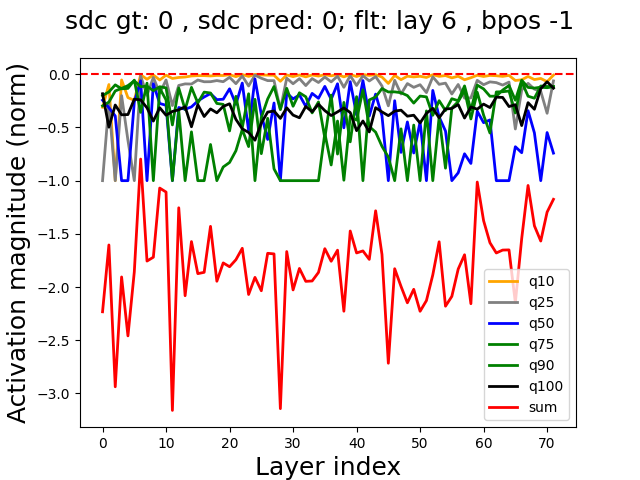 sdc gt: 0 , sdc pred: 0; flt: lay 6 , bpos -1
Activation magnitude (norm)
0.0
−0.5
−1.0
−1.5
−2.0
−2.5
−3.0
q10
q25
q50
q75
q90
q100
sum
0 10 20 30 40 50 60 70
Layer index